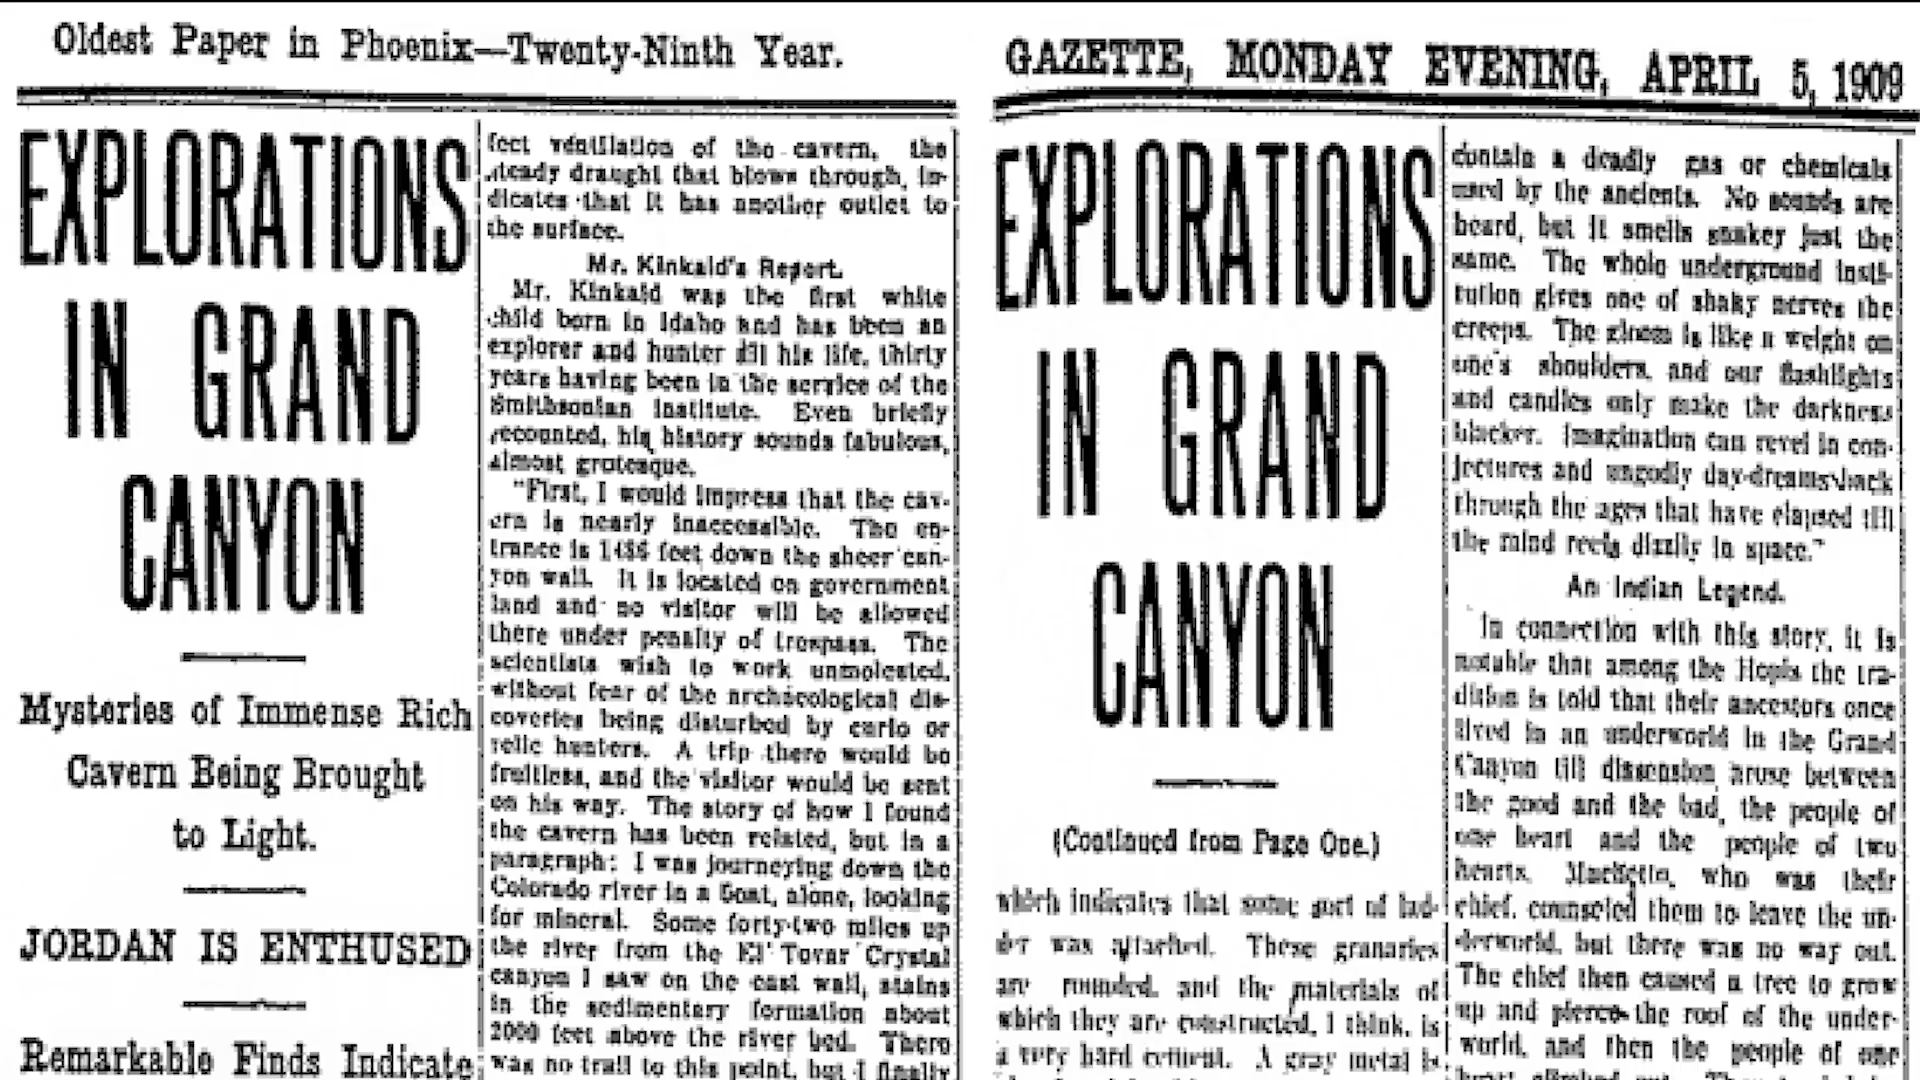 Oldest Paper in Phoenix—Twenty-Ninth Year.
EXPLORATIONS
IN GRAND
CANYON
Mysteries of Immense Rich
Cavern Being Brought
to Light.
JORDAN IS ENTHUSED
Remarkable Finds Indicate
fect ventilation of the cavern, the
steady draught that blows through, in-
dicates that it has another outlet to
the surface.
Mr. Kinkaid's Report.
Mr. Kinkaid was the first white
child born in Idaho and has been an
explorer and hunter all his life, thirty
years having been in the service of the
Smithsonian Institute. Even briefly
recounted, his history sounds fabulous,
almost grotesque.
"First, I would impress that the cav-
ern is nearly inaccessible. The en-
trance is 1486 feet down the sheer can-
yon wall. It is located on government
land and no visitor will be allowed
there under penalty of trespass. The
scientists wish to work unmolested,
without fear of the archaeological dis-
coveries being disturbed by curio or
relic hunters. A trip there would be
fruitless, and the visitor would be sent
on his way. The story of how I found
the cavern has been related, but in a
paragraph: I was journeying down the
Colorado river in a boat, alone, looking
for mineral. Some forty-two miles up
the river from the El Tovar Crystal
canyon I saw on the east wall, stains
in the sedimentary formation about
2000 feet above the river bed. There
was no trail to this point, but I finally
GAZETTE, MONDAY EVENING, APRIL 5, 1909
EXPLORATIONS
IN GRAND
CANYON
(Continued from Page One.)
which indicates that some sort of lad-
der was attached. These granaries
are rounded, and the materials of
which they are constructed, I think, is
a very hard cement. A gray metal is
contain a deadly gas or chemicals
used by the ancients. No sounds are
heard, but it smells snakey just the
same. The whole underground insti-
tution gives one of shaky nerves the
creeps. The gloom is like a weight on
one's shoulders, and our flashlights
and candles only make the darkness
blacker. Imagination can revel in con-
jectures and ungodly day-dreams back
through the ages that have elapsed till
the mind reels dizzily in space."
An Indian Legend.
In connection with this story, it is
notable that among the Hopis the tra-
dition is told that their ancestors once
lived in an underworld in the Grand
Canyon till dissension arose between
the good and the bad, the people of
one heart and the people of two
hearts. Machetto, who was their
chief, counseled them to leave the un-
derworld, but there was no way out.
The chief then caused a tree to grow
up and pierce the roof of the under-
world, and then the people of one